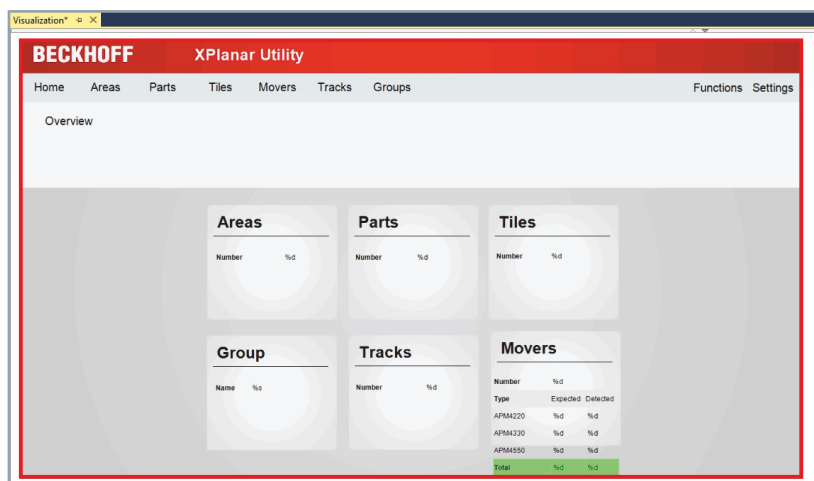 Visualization*
BECKHOFF XPlanar Utility
Home Areas Parts Tiles Movers Tracks Groups Functions Settings
Overview
Areas
Number %d
Parts
Number %d
Tiles
Number %d
Group
Name %s
Tracks
Number %d
Movers
Number %d
Type Expected Detected
APM4220 %d %d
APM4330 %d %d
APM4550 %d %d
Total %d %d